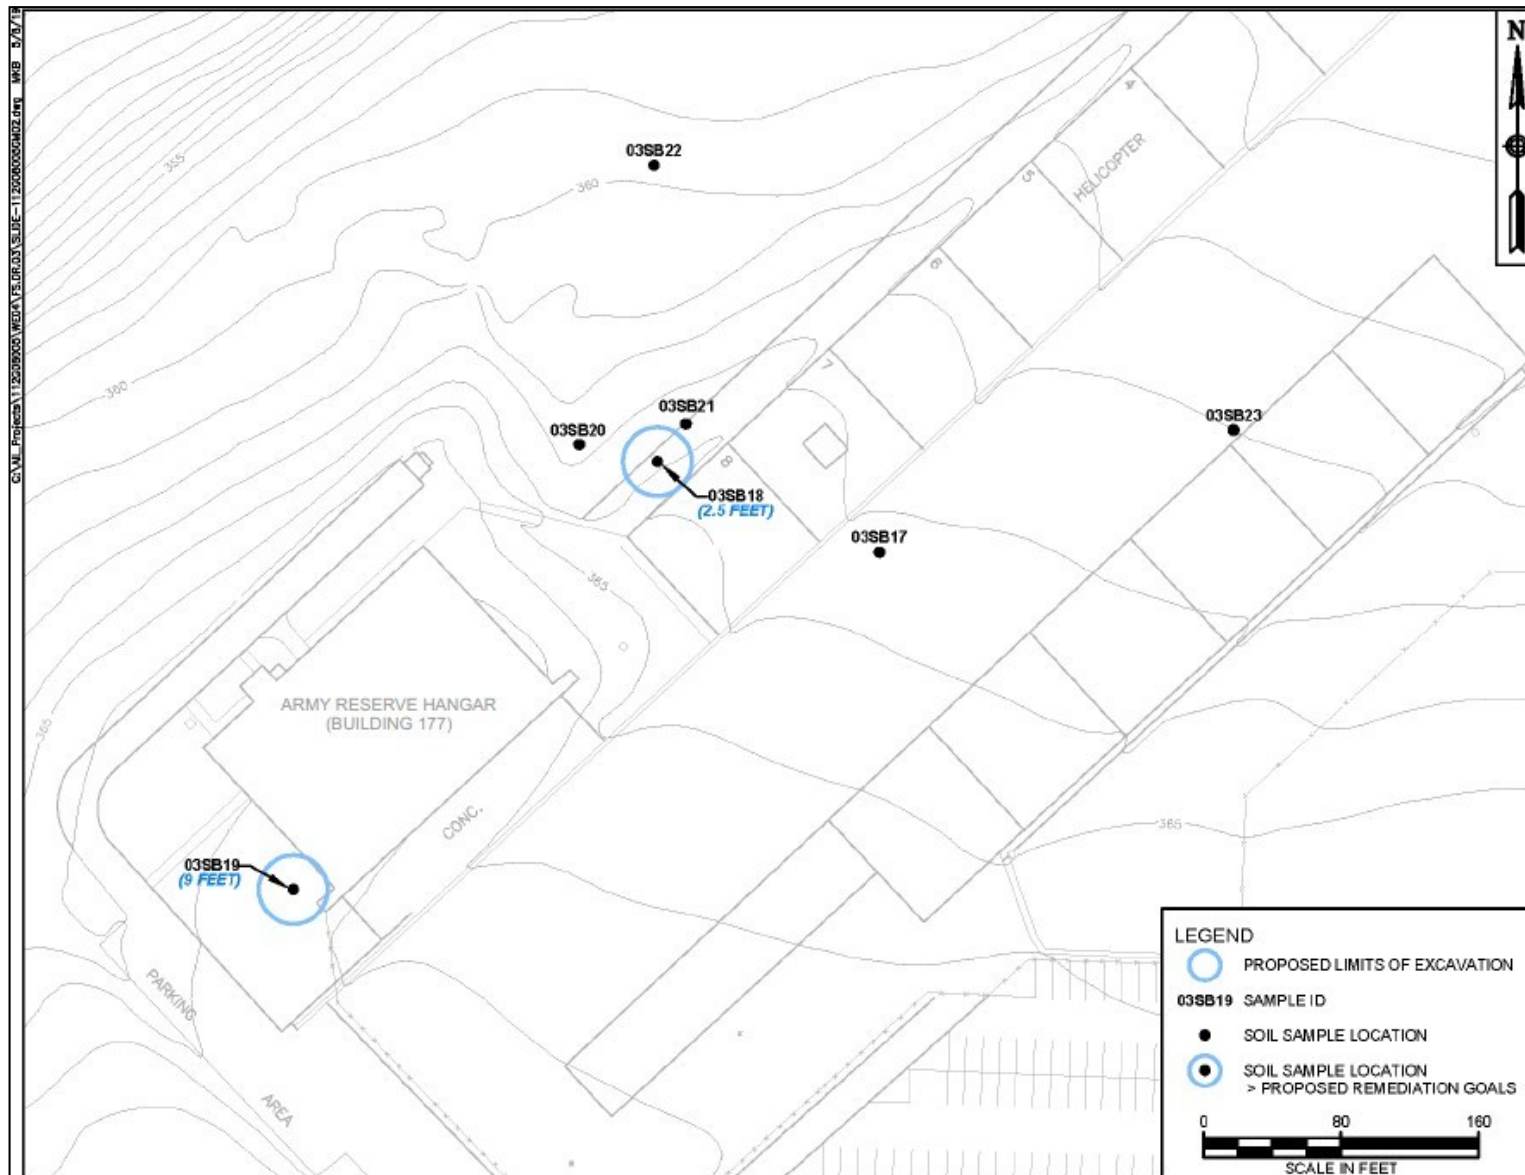 N
4
03SB22
355
360
HELICOPTER
5
6
360
7
03SB21
03SB20
03SB23
8
03SB18
(2.5 FEET)
03SB17
365
ARMY RESERVE HANGAR
(BUILDING 177)
365
CONC.
365
03SB19
(9 FEET)
PARKING
AREA
LEGEND
PROPOSED LIMITS OF EXCAVATION
03SB19 SAMPLE ID
SOIL SAMPLE LOCATION
SOIL SAMPLE LOCATION
> PROPOSED REMEDIATION GOALS
0 80 160
SCALE IN FEET